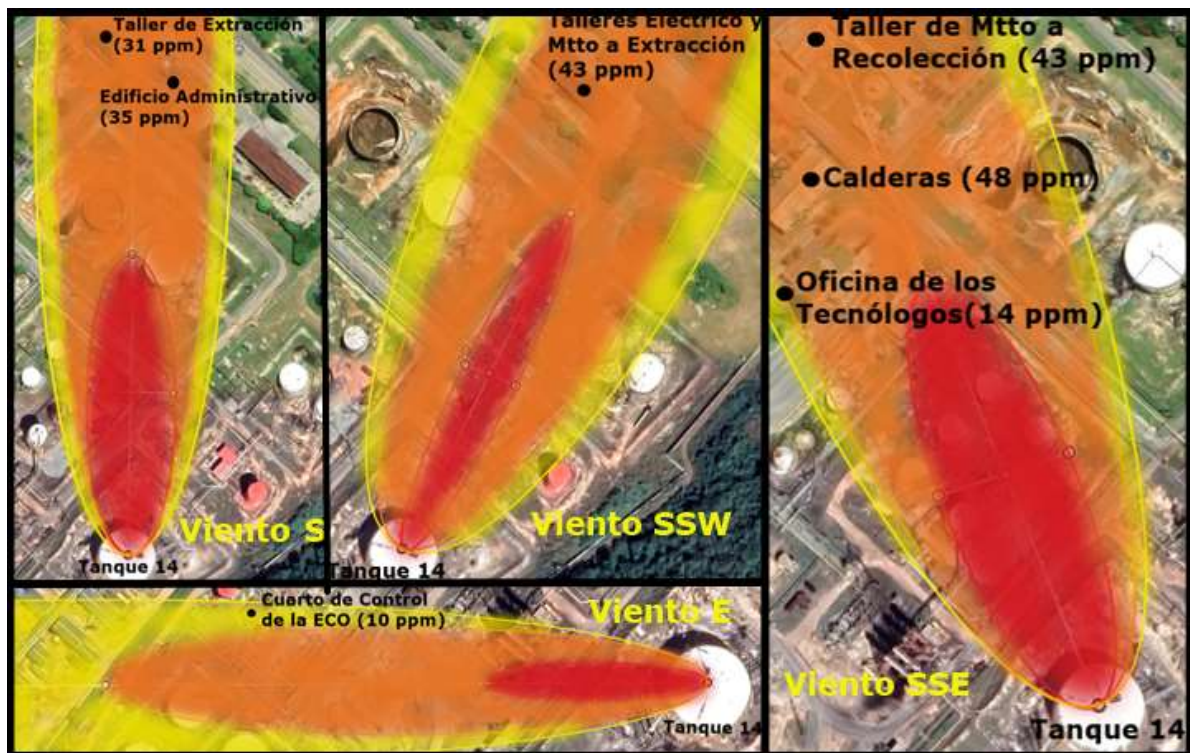 Taller de Extracción
(31 ppm)
Edificio Administrativo
(35 ppm)
Viento S
Tanque 14
Talleres Eléctrico y
Mtto a Extracción
(43 ppm)
Viento SSW
Tanque 14
Taller de Mtto a
Recolección (43 ppm)
Calderas (48 ppm)
Oficina de los
Tecnólogos(14 ppm)
Viento SSE
Tanque 14
Cuarto de Control
de la ECO (10 ppm)
Viento E
Tanque 14